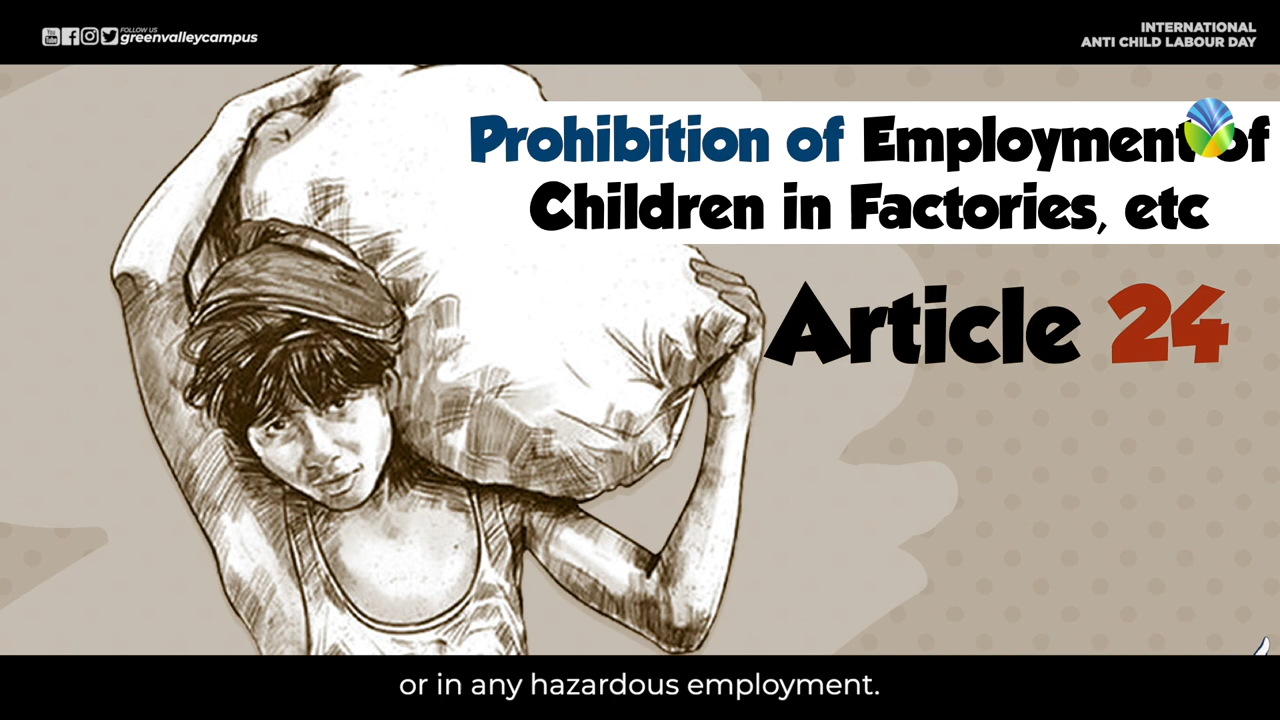 FOLLOW US
greenvalleycampus
INTERNATIONAL
ANTI CHILD LABOUR DAY
Prohibition of Employment of
Children in Factories, etc
Article 24
or in any hazardous employment.